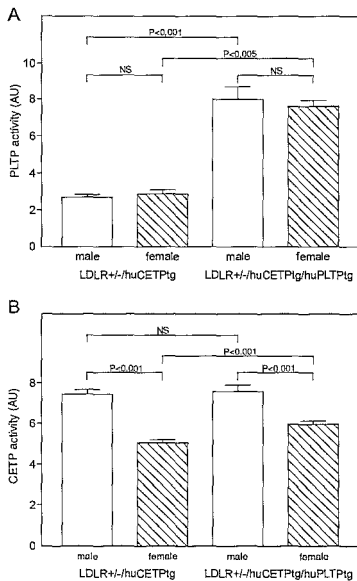 A
P<0,001
P<0,005
NS
NS
PLTP activity (AU)
10
8
6
4
2
0
male female male female
LDLR+/-/huCETPtg LDLR+/-/huCETPtg/huPLTPtg
B
NS
P<0,001
P<0,001
P<0,001
CETP activity (AU)
8
6
4
2
0
male female male female
LDLR+/-/huCETPtg LDLR+/-/huCETPtg/huPLTPtg